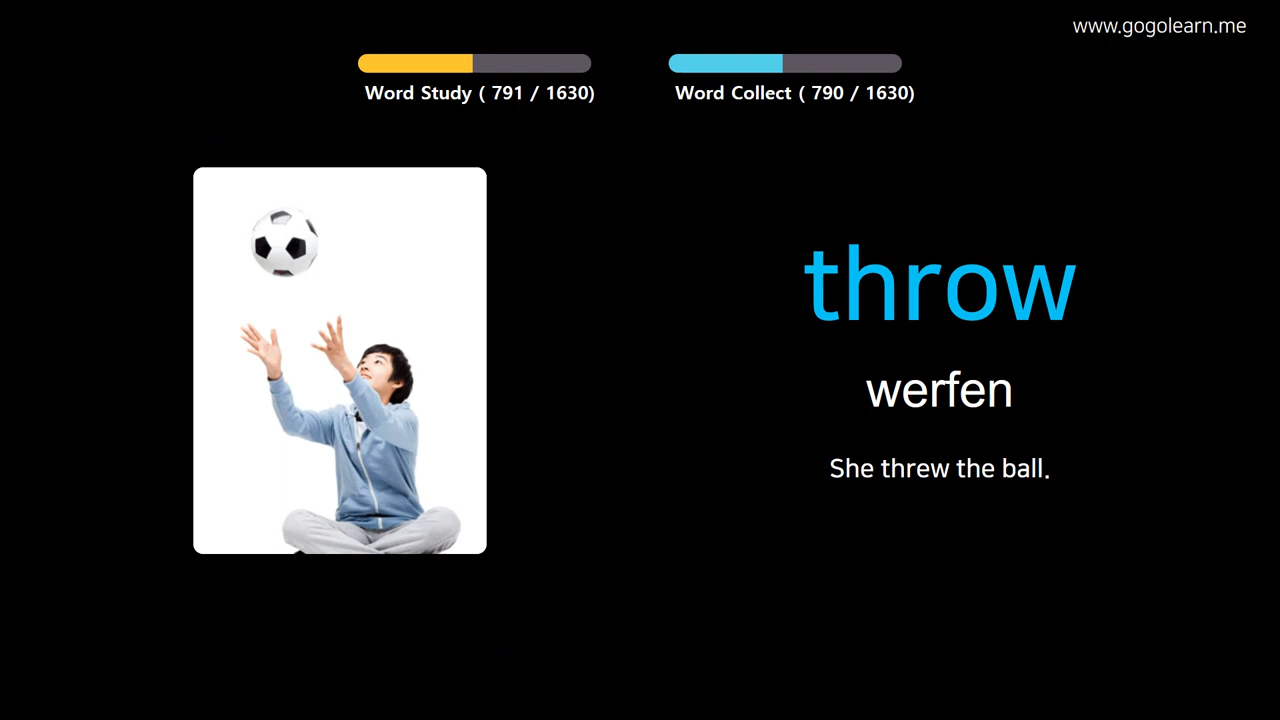 www.gogolearn.me
Word Study ( 791 / 1630)
Word Collect ( 790 / 1630)
throw
werfen
She threw the ball.